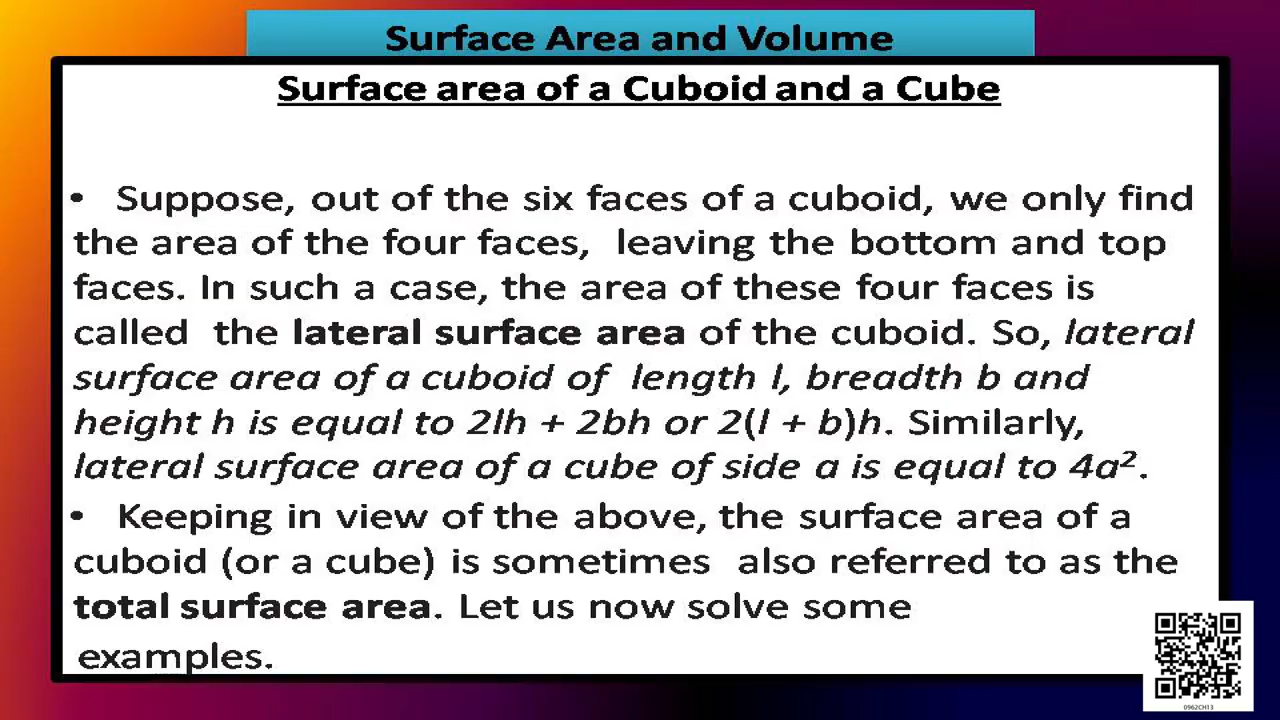 Surface Area and Volume
Surface area of a Cuboid and a Cube
• Suppose, out of the six faces of a cuboid, we only find
the area of the four faces, leaving the bottom and top
faces. In such a case, the area of these four faces is
called the lateral surface area of the cuboid. So, lateral
surface area of a cuboid of length l, breadth b and
height h is equal to 2lh + 2bh or 2(l + b)h. Similarly,
lateral surface area of a cube of side a is equal to 4a².
• Keeping in view of the above, the surface area of a
cuboid (or a cube) is sometimes also referred to as the
total surface area. Let us now solve some
examples.
0962CH13